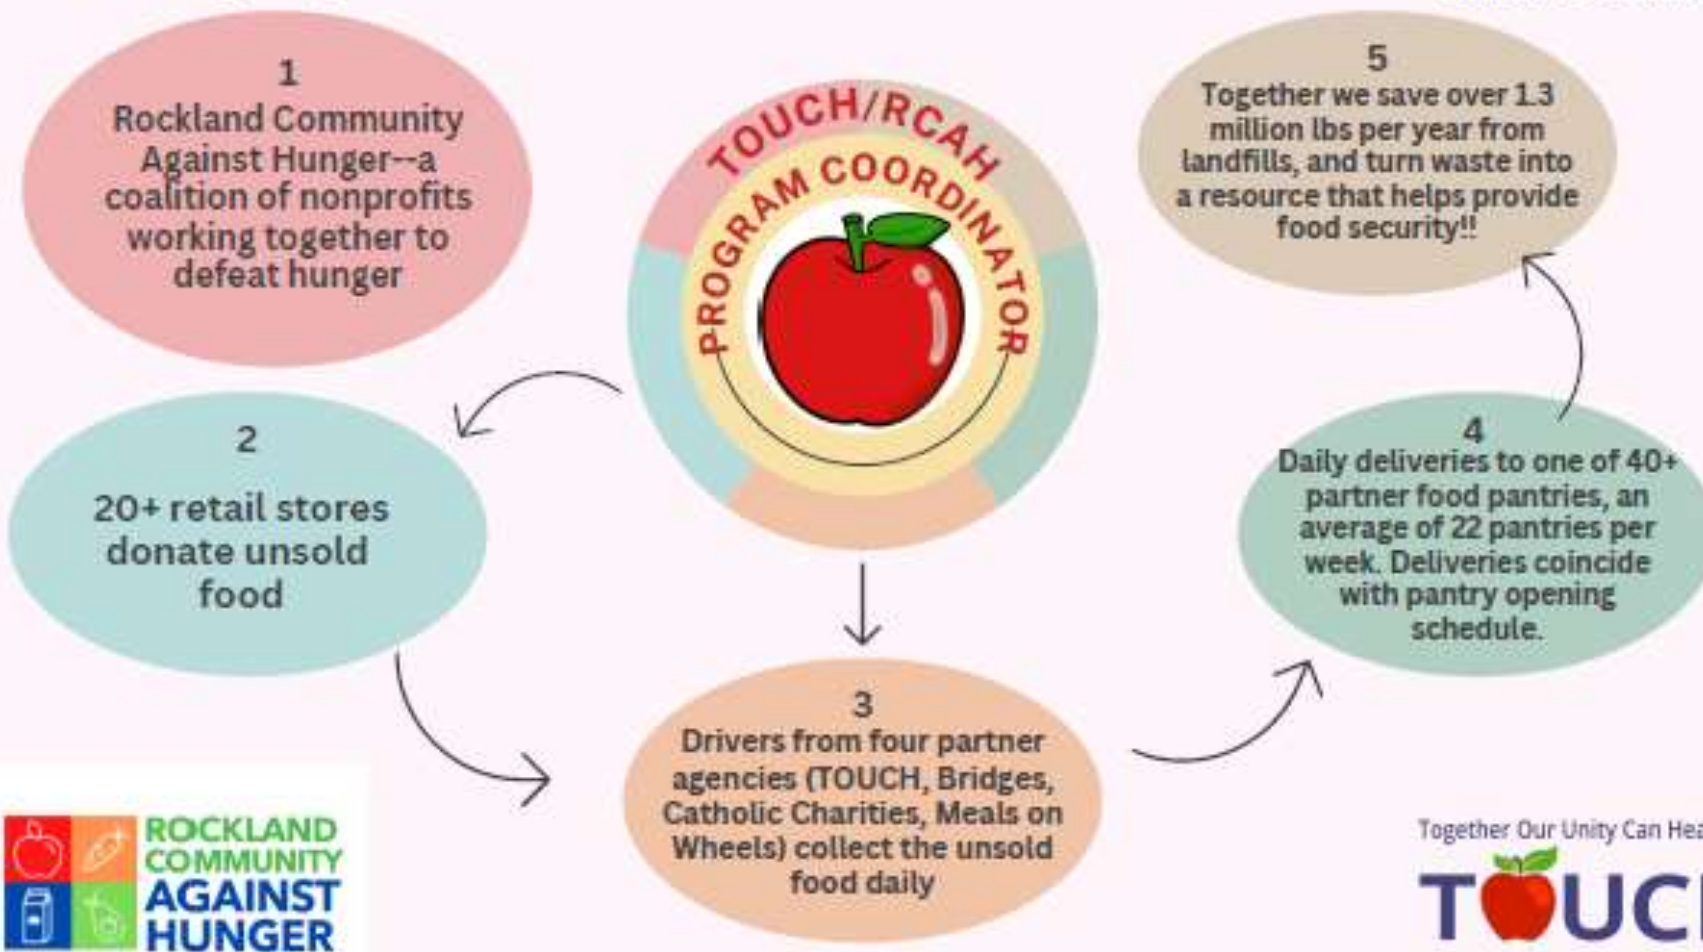 1
Rockland Community
Against Hunger--a
coalition of nonprofits
working together to
defeat hunger
TOUCH/RCAH
PROGRAM COORDINATOR
5
Together we save over 1.3
million lbs per year from
landfills, and turn waste into
a resource that helps provide
food security!!
2
20+ retail stores
donate unsold
food
4
Daily deliveries to one of 40+
partner food pantries, an
average of 22 pantries per
week. Deliveries coincide
with pantry opening
schedule.
3
Drivers from four partner
agencies (TOUCH, Bridges,
Catholic Charities, Meals on
Wheels) collect the unsold
food daily
ROCKLAND
COMMUNITY
AGAINST
HUNGER
Together Our Unity Can Hea
TOUC